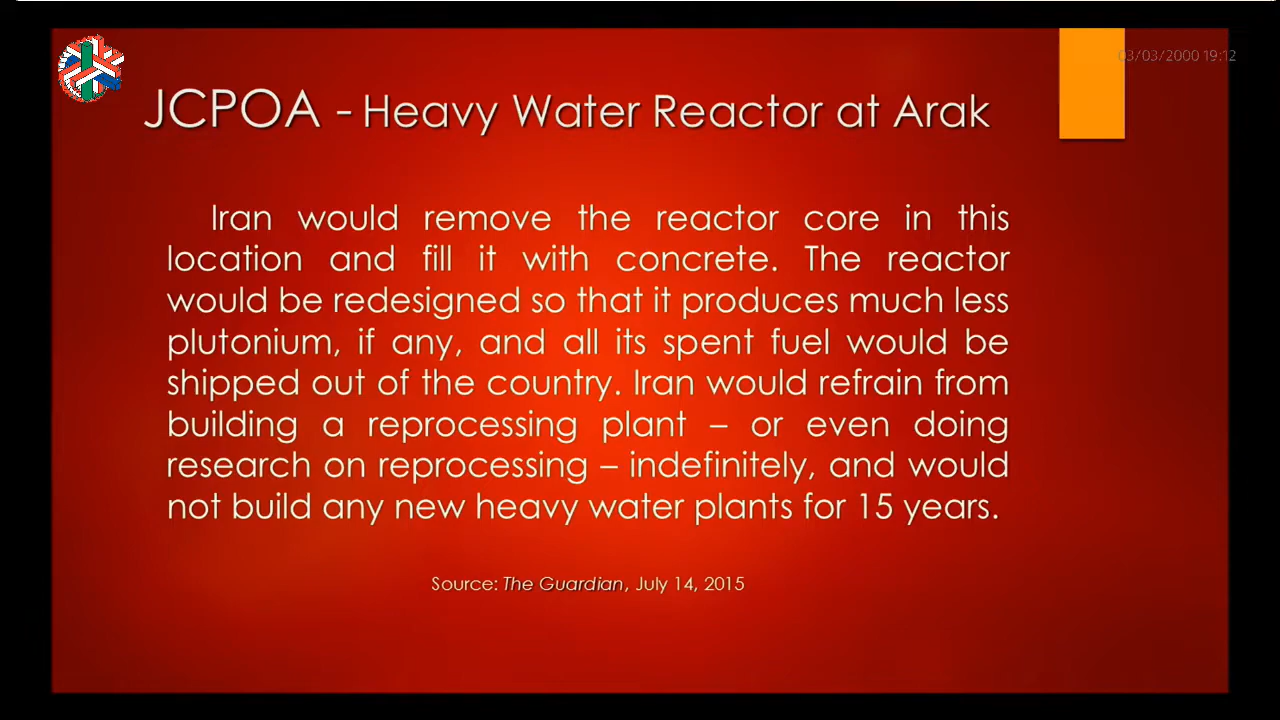 03/03/2000 19:12
JCPOA - Heavy Water Reactor at Arak
Iran would remove the reactor core in this
location and fill it with concrete. The reactor
would be redesigned so that it produces much less
plutonium, if any, and all its spent fuel would be
shipped out of the country. Iran would refrain from
building a reprocessing plant – or even doing
research on reprocessing – indefinitely, and would
not build any new heavy water plants for 15 years.
Source: The Guardian, July 14, 2015